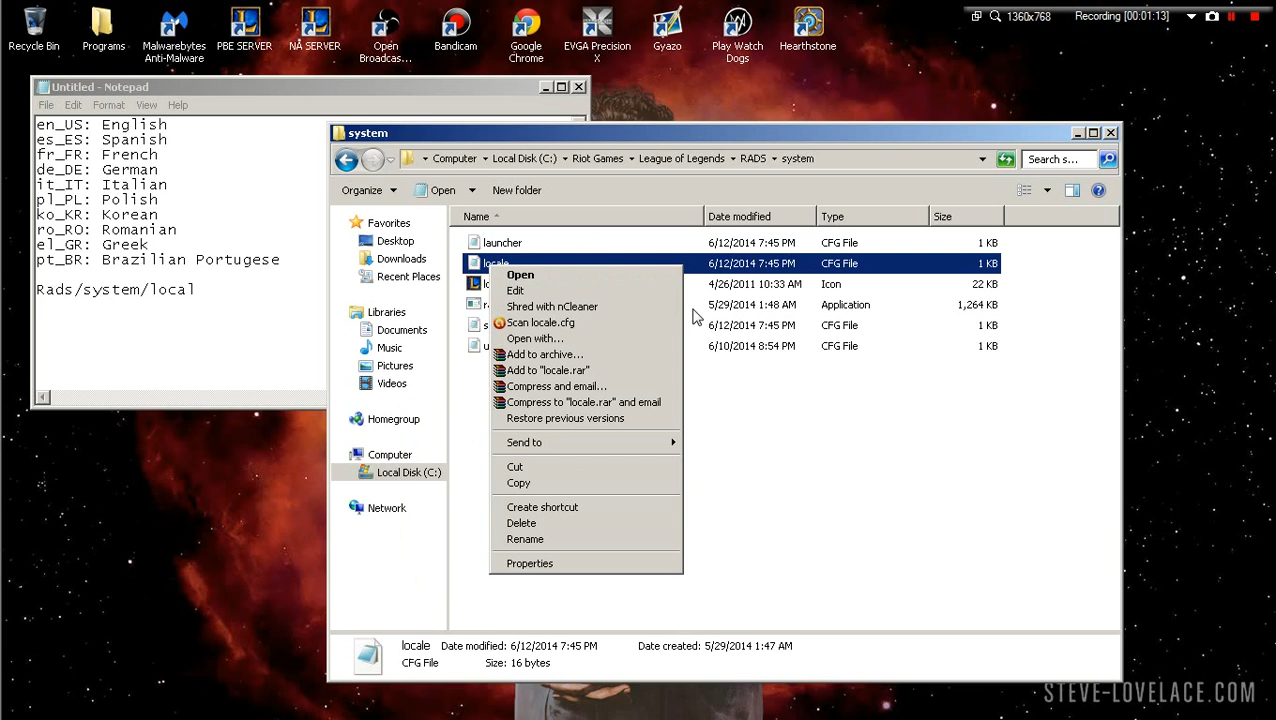 1360x768
Recording [00:01:13]
Recycle Bin
Programs
Malwarebytes
Anti-Malware
PBE SERVER
NA SERVER
Open
Broadcas...
Bandicam
Google
Chrome
EVGA Precision
X
Gyazo
Play Watch
Dogs
Hearthstone
Untitled - Notepad
File Edit Format View Help
en_US: English
es_ES: Spanish
fr_FR: French
de_DE: German
it_IT: Italian
pl_PL: Polish
ko_KR: Korean
ro_RO: Romanian
el_GR: Greek
pt_BR: Brazilian Portugese
Rads/system/local
system
Computer Local Disk (C:) Riot Games League of Legends RADS system
Search s...
Organize Open New folder
Favorites
Desktop
Downloads
Recent Places
Libraries
Documents
Music
Pictures
Videos
Homegroup
Computer
Local Disk (C:)
Network
Name Date modified Type Size
launcher 6/12/2014 7:45 PM CFG File 1 KB
locale 6/12/2014 7:45 PM CFG File 1 KB
4/26/2011 10:33 AM Icon 22 KB
5/29/2014 1:48 AM Application 1,264 KB
6/12/2014 7:45 PM CFG File 1 KB
6/10/2014 8:54 PM CFG File 1 KB
Open
Edit
Shred with nCleaner
Scan locale.cfg
Open with...
Add to archive...
Add to "locale.rar"
Compress and email...
Compress to "locale.rar" and email
Restore previous versions
Send to
Cut
Copy
Create shortcut
Delete
Rename
Properties
locale Date modified: 6/12/2014 7:45 PM Date created: 5/29/2014 1:47 AM
CFG File Size: 16 bytes
STEVE-LOVELACE.COM